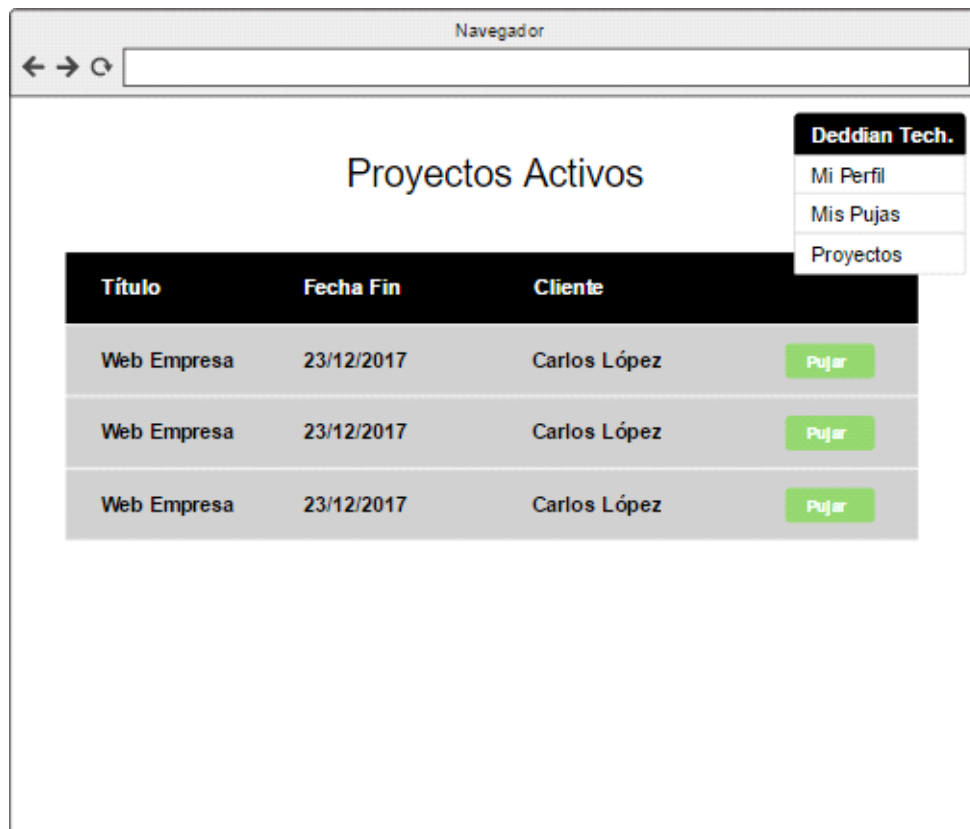 Navegador
Deddian Tech.
Mi Perfil
Mis Pujas
Proyectos
Proyectos Activos
Título Fecha Fin Cliente
Web Empresa 23/12/2017 Carlos López Pujar
Web Empresa 23/12/2017 Carlos López Pujar
Web Empresa 23/12/2017 Carlos López Pujar